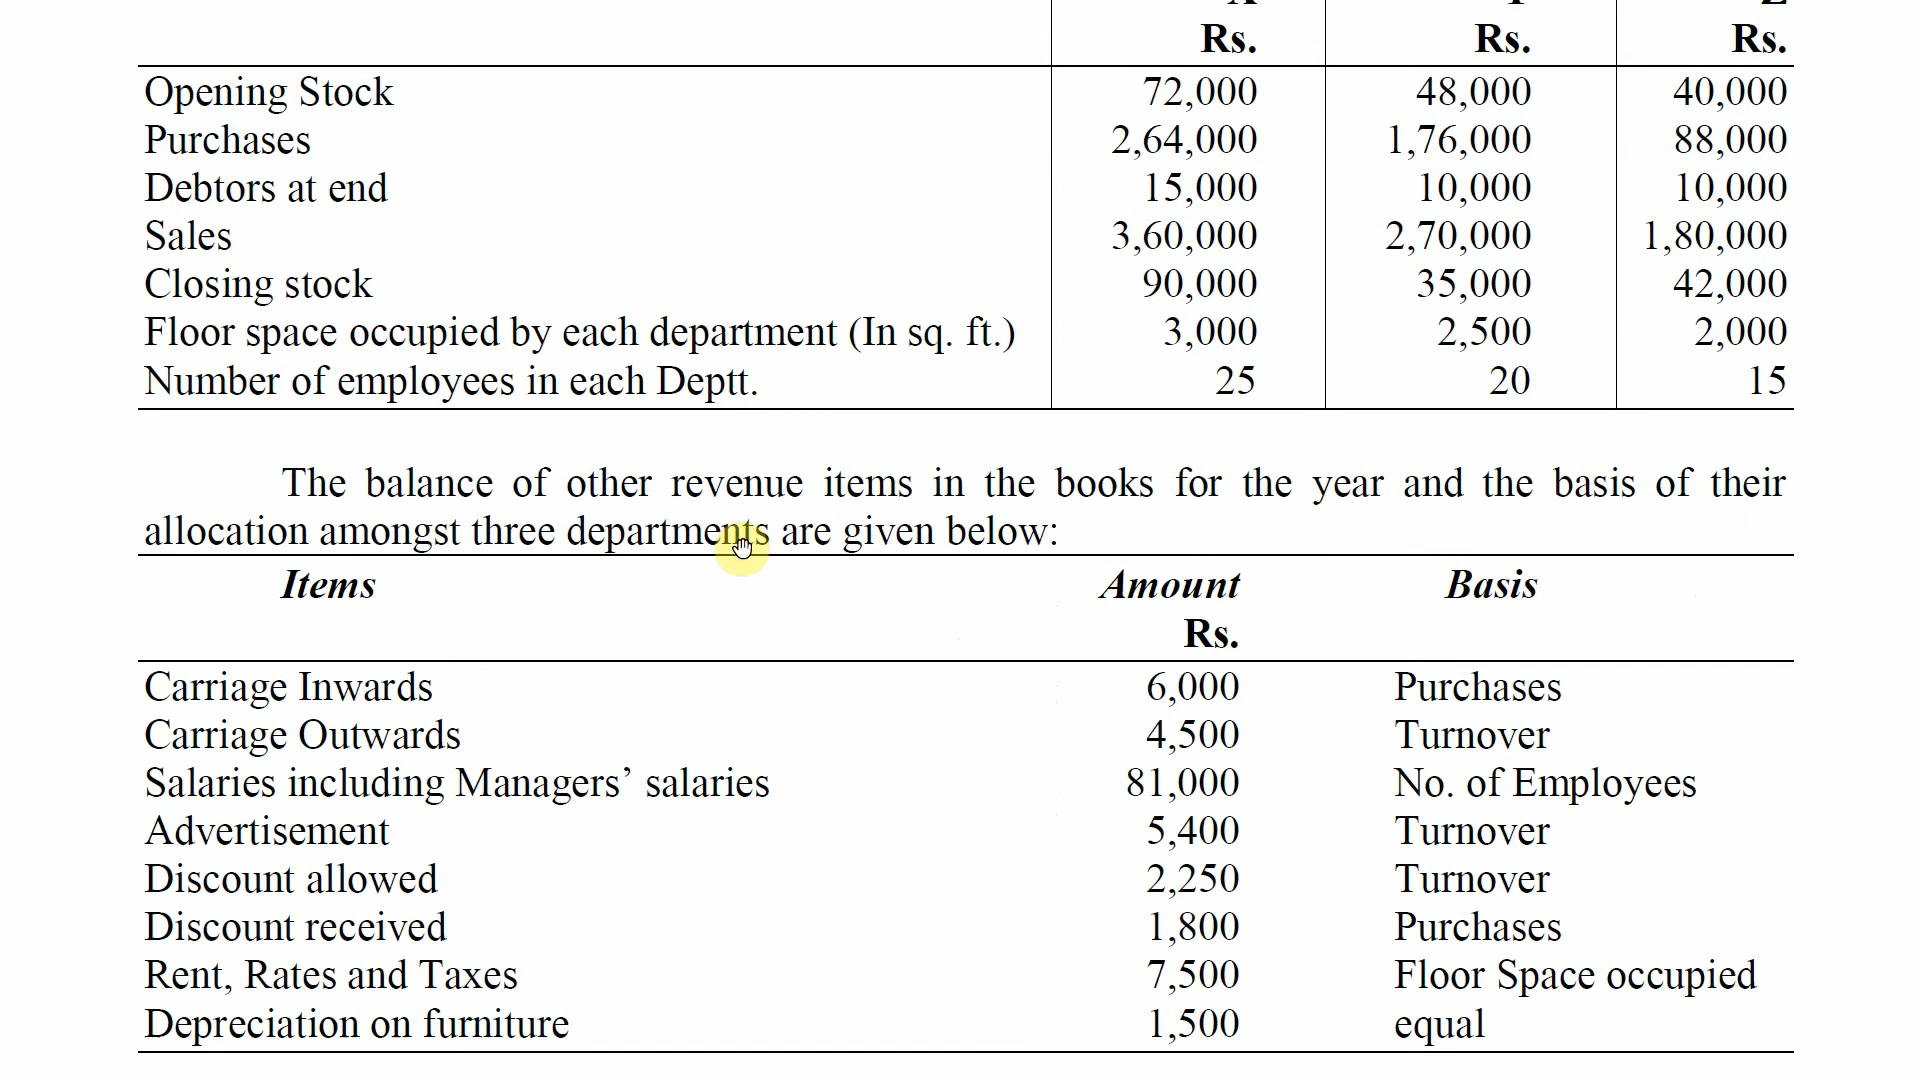 Rs. Rs. Rs.
Opening Stock 72,000 48,000 40,000
Purchases 2,64,000 1,76,000 88,000
Debtors at end 15,000 10,000 10,000
Sales 3,60,000 2,70,000 1,80,000
Closing stock 90,000 35,000 42,000
Floor space occupied by each department (In sq. ft.) 3,000 2,500 2,000
Number of employees in each Deptt. 25 20 15
The balance of other revenue items in the books for the year and the basis of their
allocation amongst three departments are given below:
Items Amount Basis
Rs.
Carriage Inwards 6,000 Purchases
Carriage Outwards 4,500 Turnover
Salaries including Managers’ salaries 81,000 No. of Employees
Advertisement 5,400 Turnover
Discount allowed 2,250 Turnover
Discount received 1,800 Purchases
Rent, Rates and Taxes 7,500 Floor Space occupied
Depreciation on furniture 1,500 equal